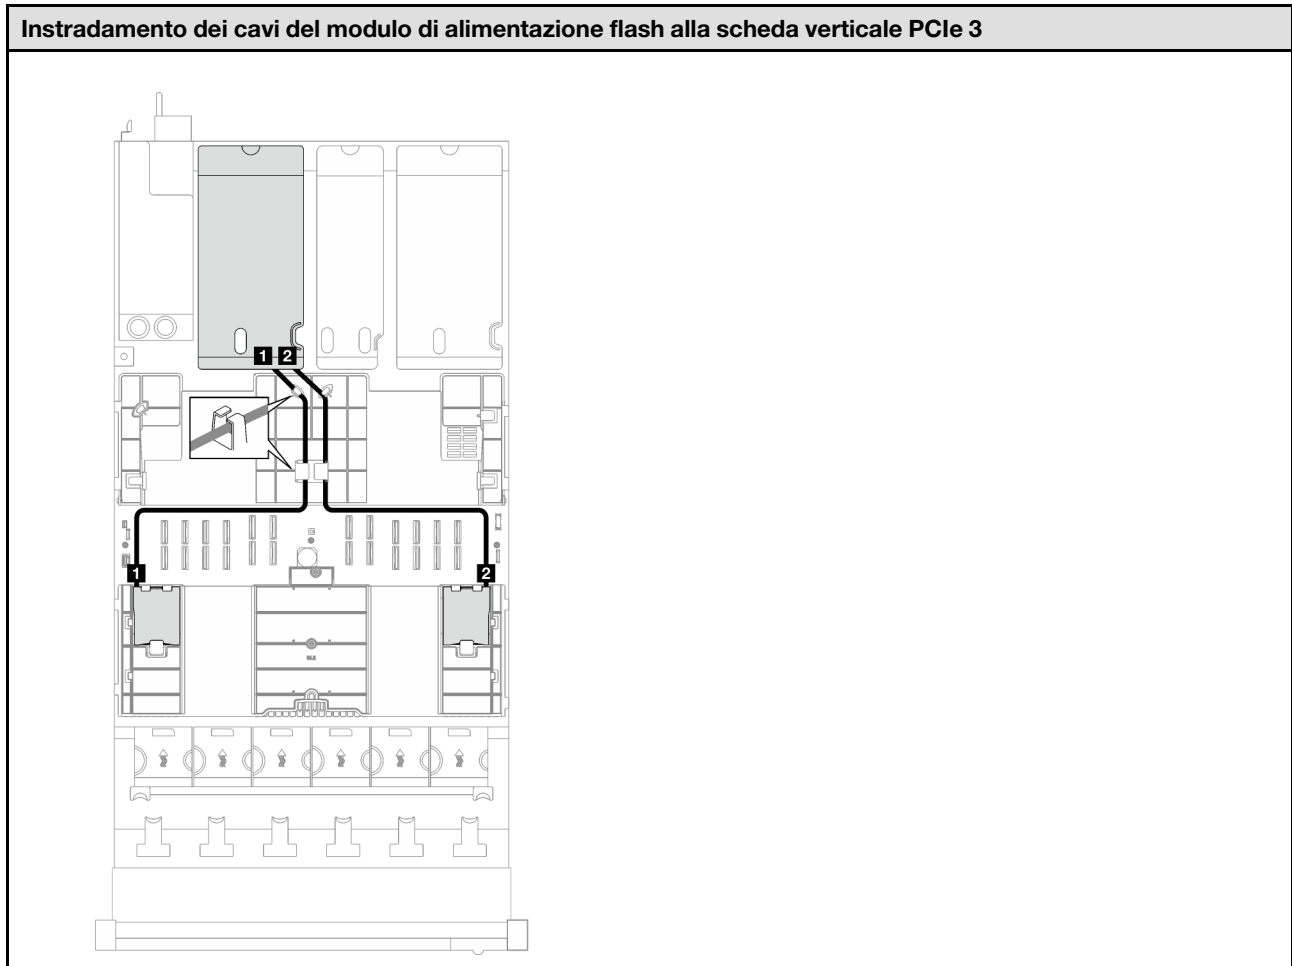 Instradamento dei cavi del modulo di alimentazione flash alla scheda verticale PCIe 3
1 2
1 2